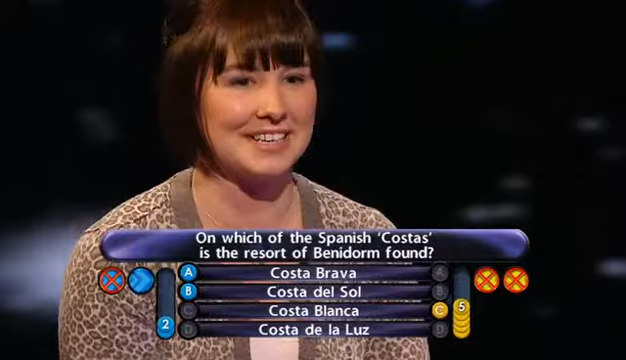 On which of the Spanish 'Costas'
is the resort of Benidorm found?
A Costa Brava A
B Costa del Sol B
C Costa Blanca C
D Costa de la Luz D
2
5